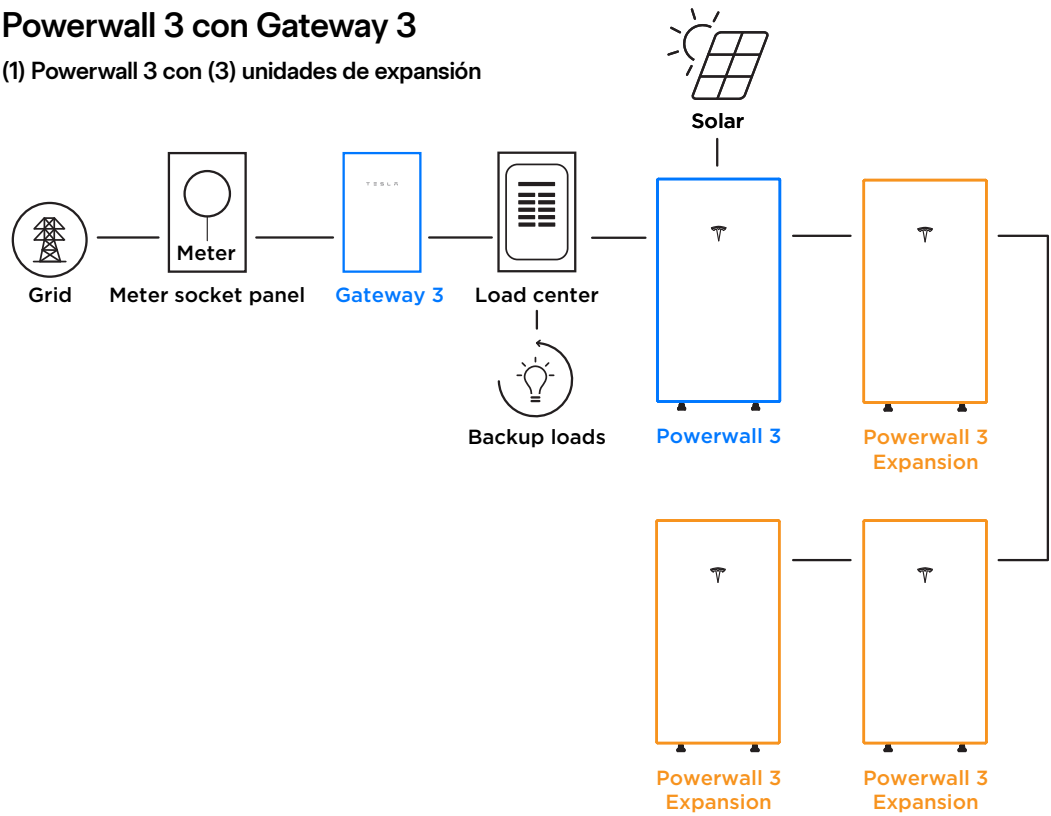 Powerwall 3 con Gateway 3
(1) Powerwall 3 con (3) unidades de expansión
Solar
TESLA
Meter
Grid
Meter socket panel
Gateway 3
Load center
Backup loads
Powerwall 3
Powerwall 3
Expansion
Powerwall 3
Expansion
Powerwall 3
Expansion